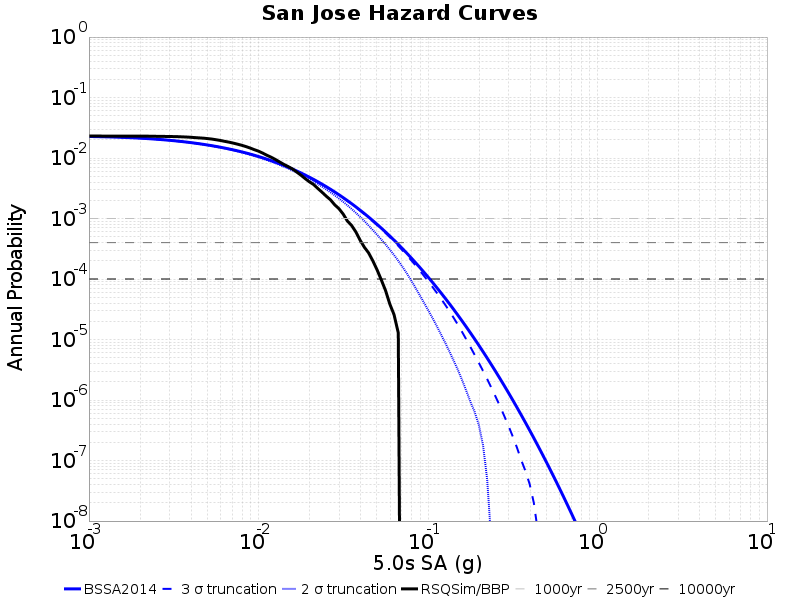 San Jose Hazard Curves
10^0
10^-1
10^-2
10^-3
10^-4
10^-5
10^-6
10^-7
10^-8
Annual Probability
10^-3 10^-2 10^-1 10^0 10^1
5.0s SA (g)
BSSA2014 3 σ truncation 2 σ truncation RSQSim/BBP 1000yr 2500yr 10000yr